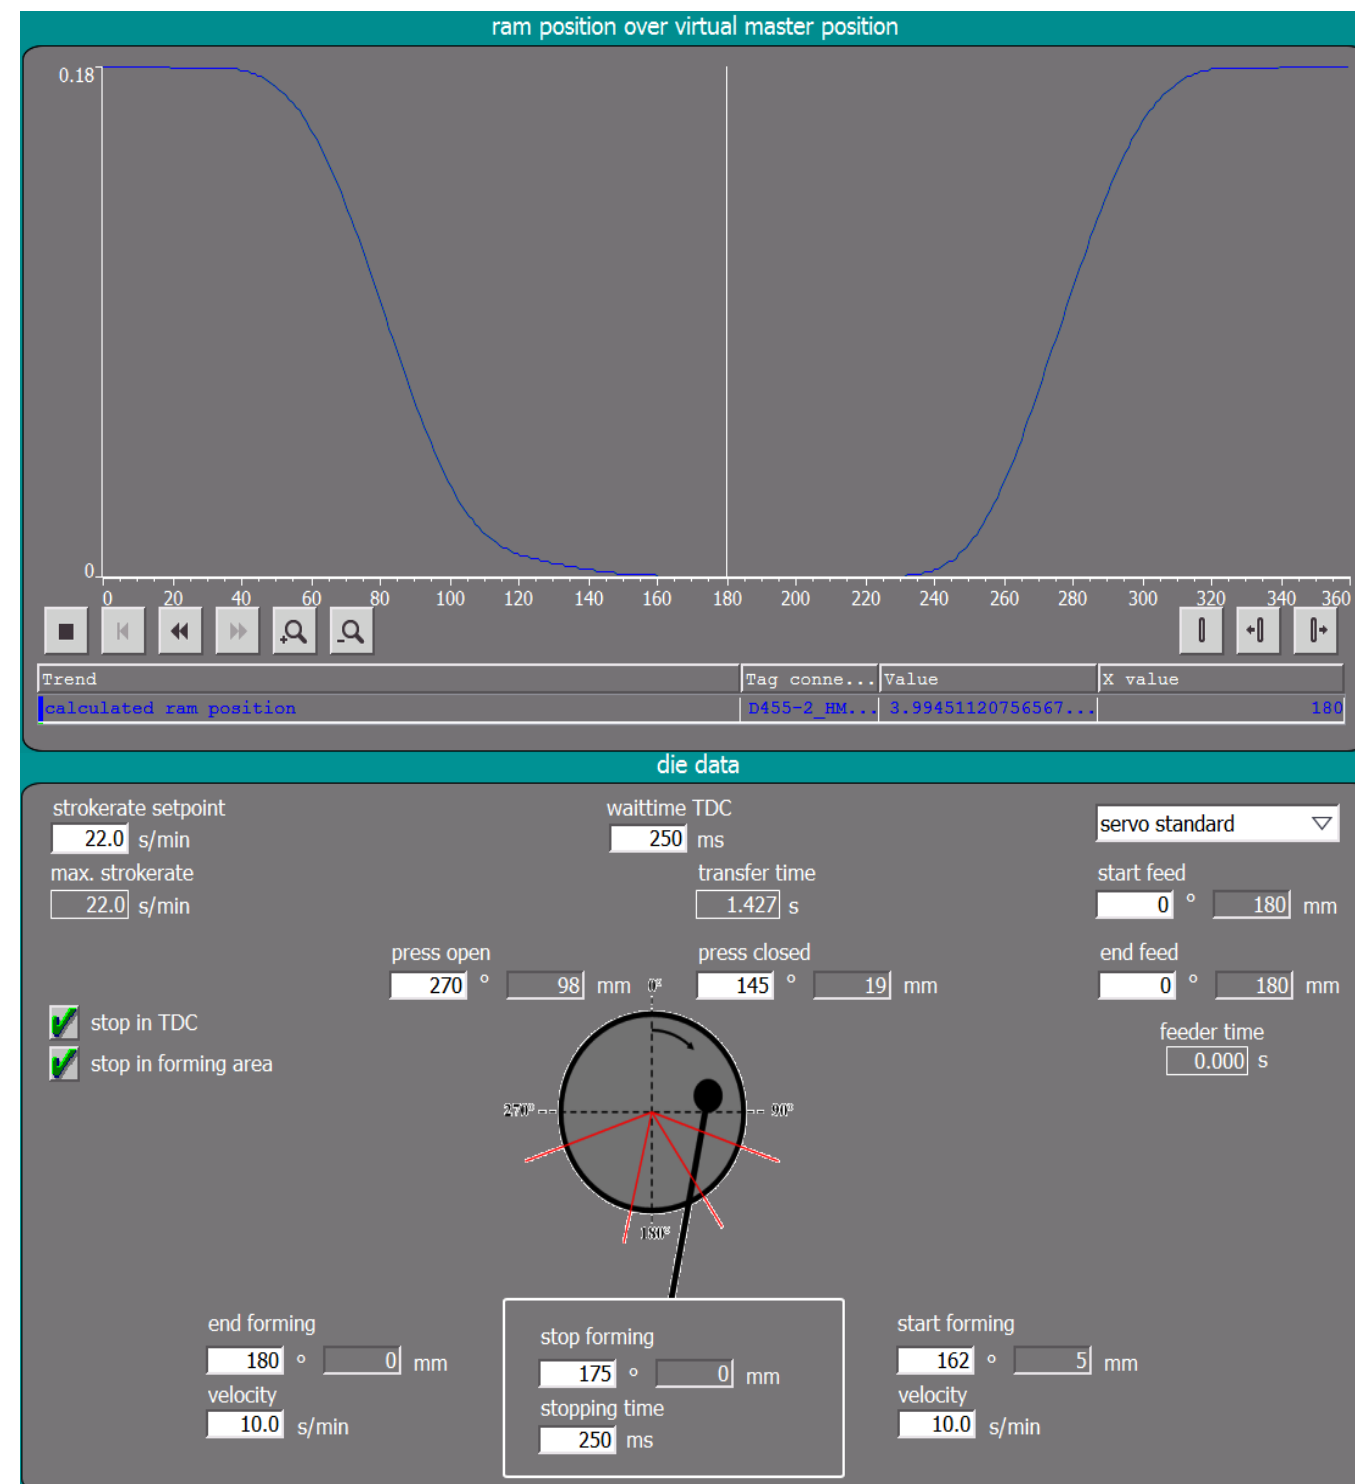 ram position over virtual master position
0.18
0
0 20 40 60 80 100 120 140 160 180 200 220 240 260 280 300 320 340 360
Trend Tag conne... Value X value
calculated ram position D455-2_HM... 3.99451120756567... 180
die data
strokerate setpoint
22.0 s/min
max. strokerate
22.0 s/min
waittime TDC
250 ms
transfer time
1.427 s
servo standard
start feed
0 ° 180 mm
press open
270 ° 98 mm
press closed
145 ° 19 mm
end feed
0 ° 180 mm
stop in TDC
stop in forming area
feeder time
0.000 s
0°
270°
90°
180°
end forming
180 ° 0 mm
velocity
10.0 s/min
stop forming
175 ° 0 mm
stopping time
250 ms
start forming
162 ° 5 mm
velocity
10.0 s/min